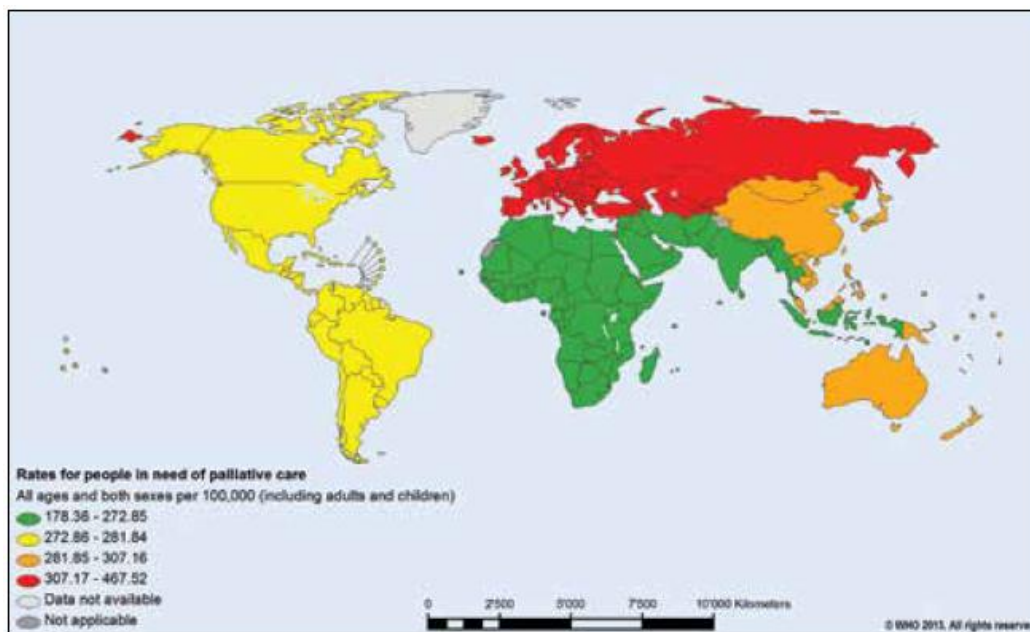 Rates for people in need of palliative care
All ages and both sexes per 100,000 (including adults and children)
178.36 - 272.85
272.86 - 281.84
281.85 - 307.16
307.17 - 467.52
Data not available
Not applicable
0 2'500 5'000 7'500 10'000 Kilometers
© WHO 2013. All rights reserve